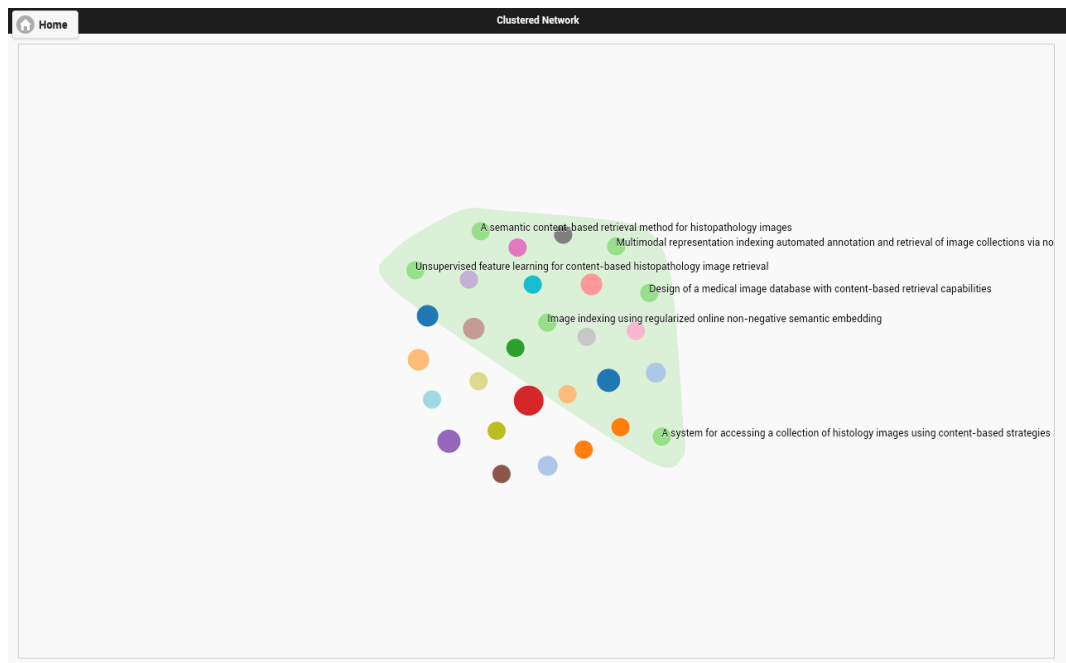 Home
Clustered Network
A semantic content-based retrieval method for histopathology images
Multimodal representation indexing automated annotation and retrieval of image collections via no
Unsupervised feature learning for content-based histopathology image retrieval
Design of a medical image database with content-based retrieval capabilities
Image indexing using regularized online non-negative semantic embedding
A system for accessing a collection of histology images using content-based strategies